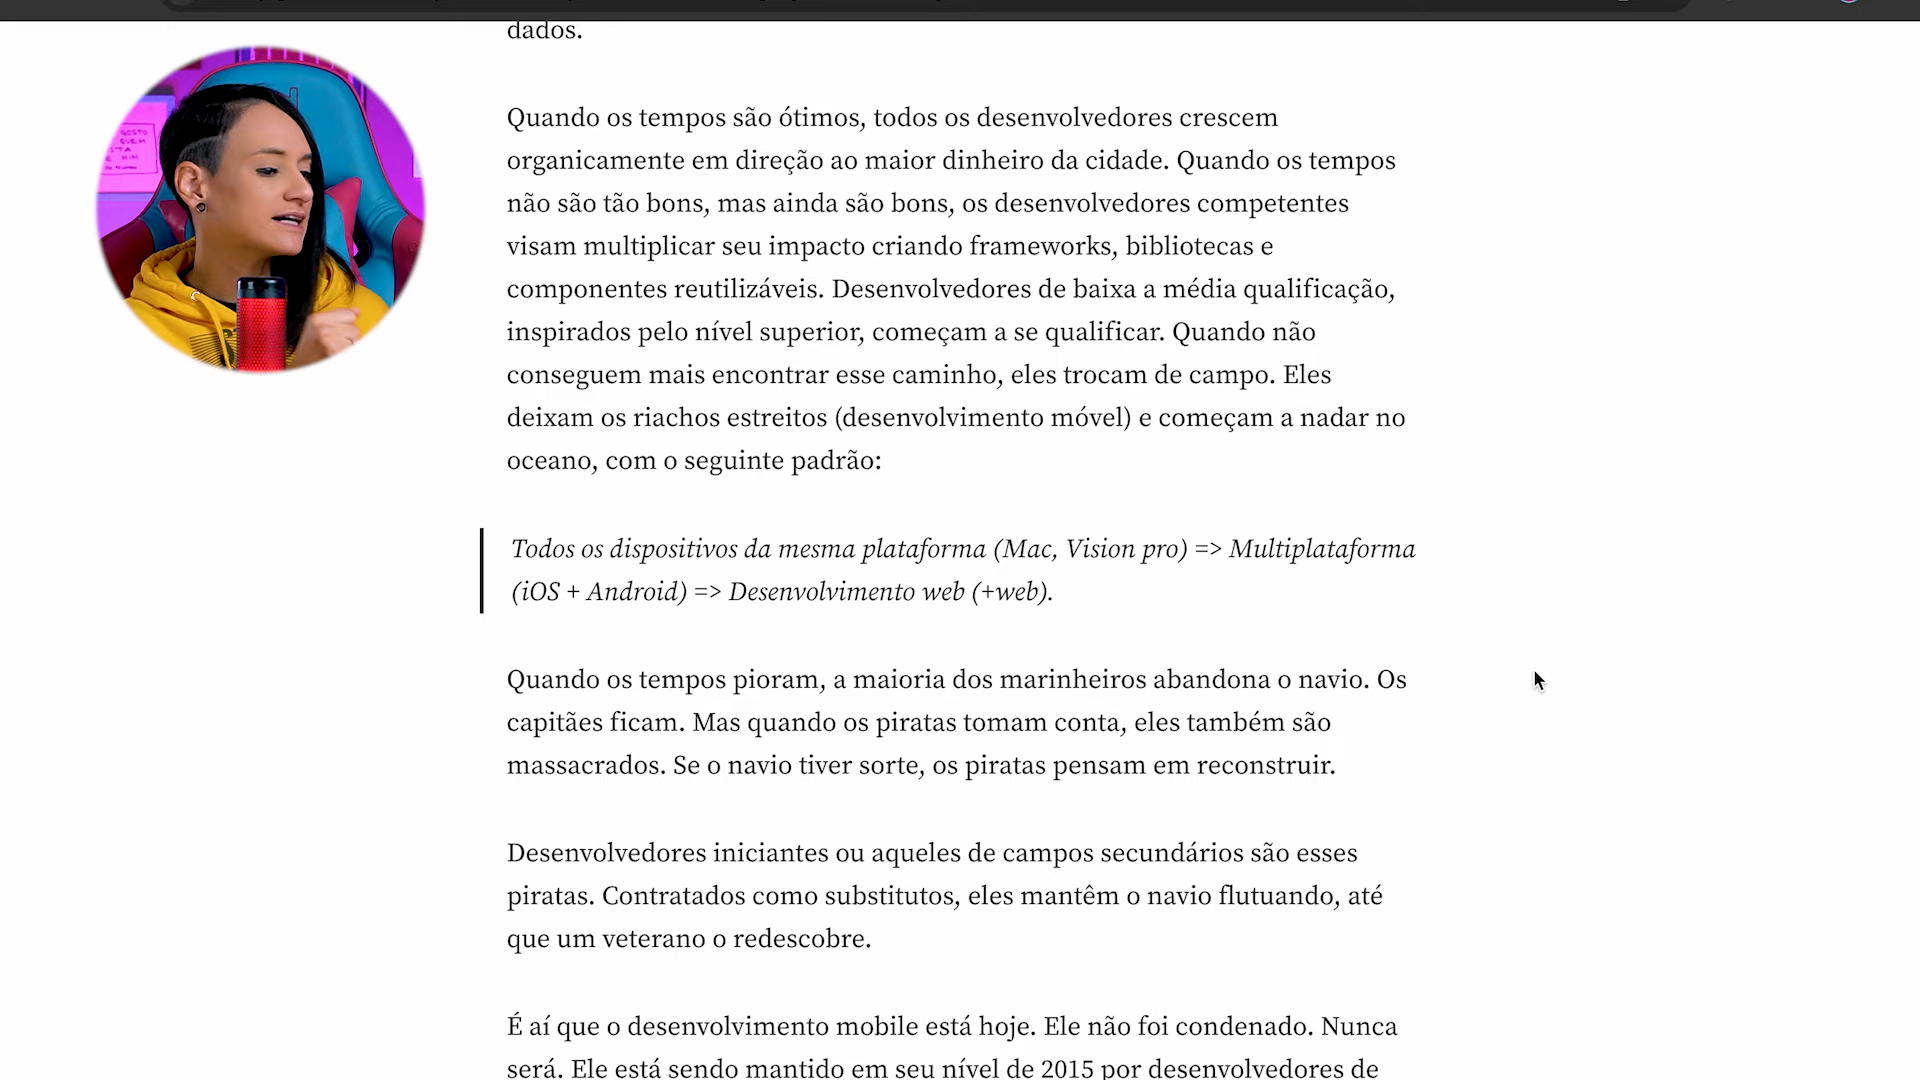 dados.
Quando os tempos são ótimos, todos os desenvolvedores crescem
organicamente em direção ao maior dinheiro da cidade. Quando os tempos
não são tão bons, mas ainda são bons, os desenvolvedores competentes
visam multiplicar seu impacto criando frameworks, bibliotecas e
componentes reutilizáveis. Desenvolvedores de baixa a média qualificação,
inspirados pelo nível superior, começam a se qualificar. Quando não
conseguem mais encontrar esse caminho, eles trocam de campo. Eles
deixam os riachos estreitos (desenvolvimento móvel) e começam a nadar no
oceano, com o seguinte padrão:
Todos os dispositivos da mesma plataforma (Mac, Vision pro) => Multiplataforma
(iOS + Android) => Desenvolvimento web (+web).
Quando os tempos pioram, a maioria dos marinheiros abandona o navio. Os
capitães ficam. Mas quando os piratas tomam conta, eles também são
massacrados. Se o navio tiver sorte, os piratas pensam em reconstruir.
Desenvolvedores iniciantes ou aqueles de campos secundários são esses
piratas. Contratados como substitutos, eles mantêm o navio flutuando, até
que um veterano o redescobre.
É aí que o desenvolvimento mobile está hoje. Ele não foi condenado. Nunca
será. Ele está sendo mantido em seu nível de 2015 por desenvolvedores de